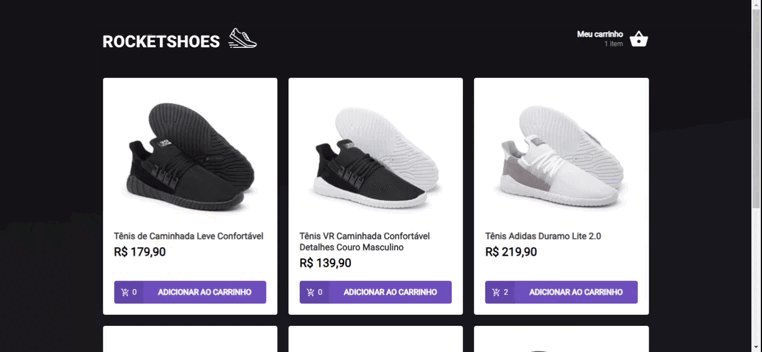 ROCKETSHOES
Meu carrinho
1 item
Tênis de Caminhada Leve Confortável
R$ 179,90
0 ADICIONAR AO CARRINHO
Tênis VR Caminhada Confortável
Detalhes Couro Masculino
R$ 139,90
0 ADICIONAR AO CARRINHO
Tênis Adidas Duramo Lite 2.0
R$ 219,90
2 ADICIONAR AO CARRINHO